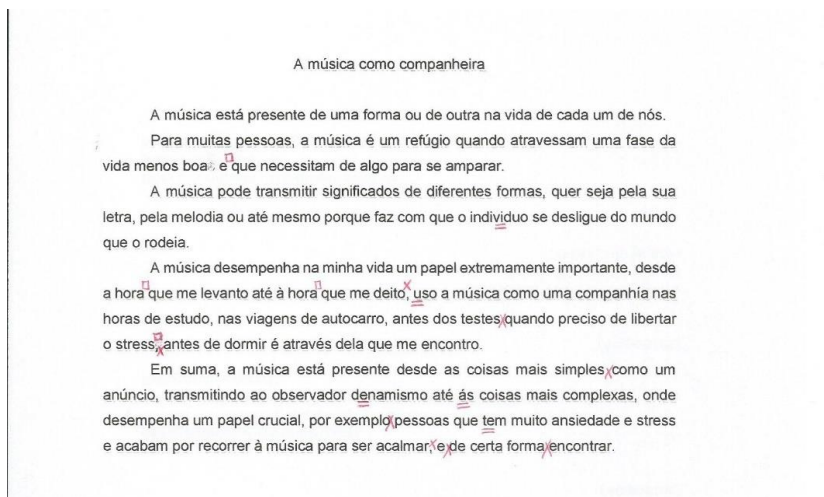 A música como companheira
A música está presente de uma forma ou de outra na vida de cada um de nós.
Para muitas pessoas, a música é um refúgio quando atravessam uma fase da
vida menos boa e que necessitam de algo para se amparar.
A música pode transmitir significados de diferentes formas, quer seja pela sua
letra, pela melodia ou até mesmo porque faz com que o individuo se desligue do mundo
que o rodeia.
A música desempenha na minha vida um papel extremamente importante, desde
a hora que me levanto até à hora que me deito, uso a música como uma companhía nas
horas de estudo, nas viagens de autocarro, antes dos testes quando preciso de libertar
o stress, antes de dormir é através dela que me encontro.
Em suma, a música está presente desde as coisas mais simples como um
anúncio, transmitindo ao observador denamismo até ás coisas mais complexas, onde
desempenha um papel crucial, por exemplo pessoas que tem muito ansiedade e stress
e acabam por recorrer à música para ser acalmar, e de certa forma encontrar.